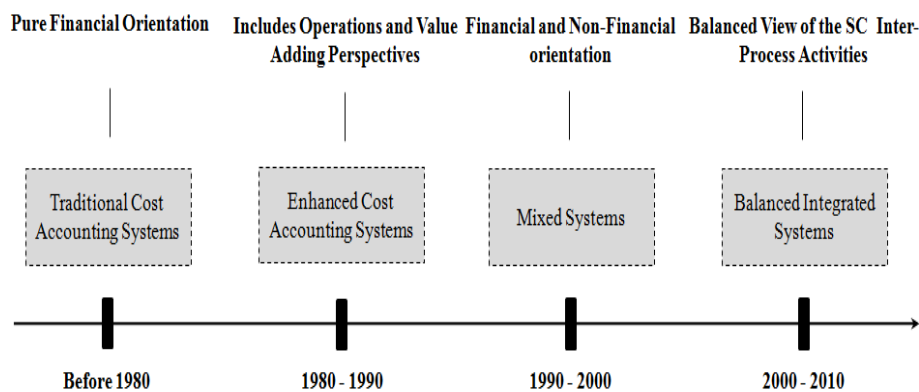 Pure Financial Orientation
Includes Operations and Value
Adding Perspectives
Financial and Non-Financial
orientation
Balanced View of the SC Inter-
Process Activities
Traditional Cost
Accounting Systems
Enhanced Cost
Accounting Systems
Mixed Systems
Balanced Integrated
Systems
Before 1980
1980 - 1990
1990 - 2000
2000 - 2010